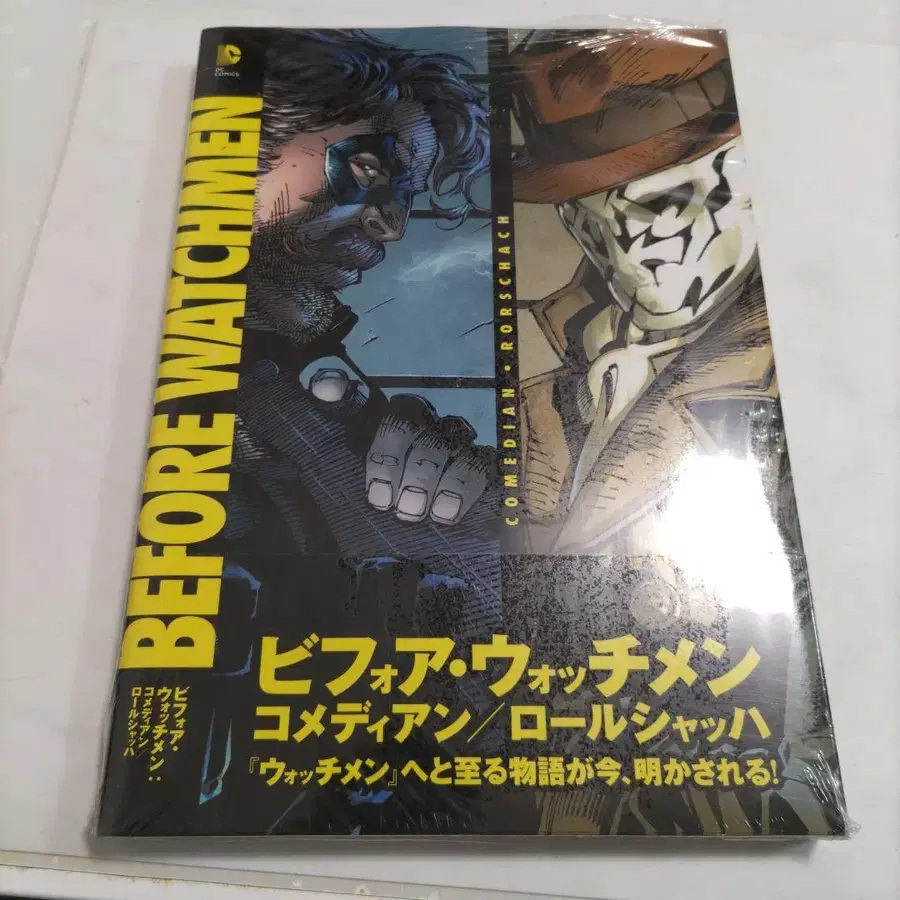 DC COMICS
BEFORE WATCHMEN
COMEDIAN • RORSCHACH
ビフォア・
ウォッチメン：
コメディアン／
ロールシャッハ
ビフォア・ウォッチメン
コメディアン／ロールシャッハ
『ウォッチメン』へと至る物語が今、明かされる！